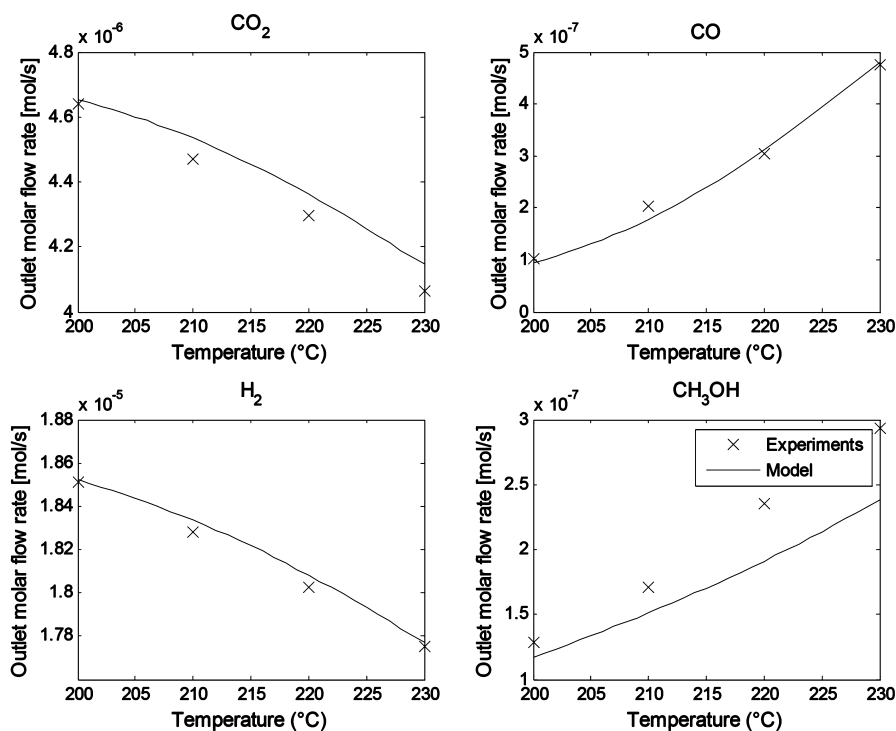 CO2
x 10-6
Outlet molar flow rate [mol/s]
4.8
4.6
4.4
4.2
4
200 205 210 215 220 225 230
Temperature (°C)
CO
x 10-7
Outlet molar flow rate [mol/s]
5
4
3
2
1
0
200 205 210 215 220 225 230
Temperature (°C)
H2
x 10-5
Outlet molar flow rate [mol/s]
1.88
1.86
1.84
1.82
1.8
1.78
200 205 210 215 220 225 230
Temperature (°C)
CH3OH
x 10-7
Outlet molar flow rate [mol/s]
3
2.5
2
1.5
1
Experiments
Model
200 205 210 215 220 225 230
Temperature (°C)